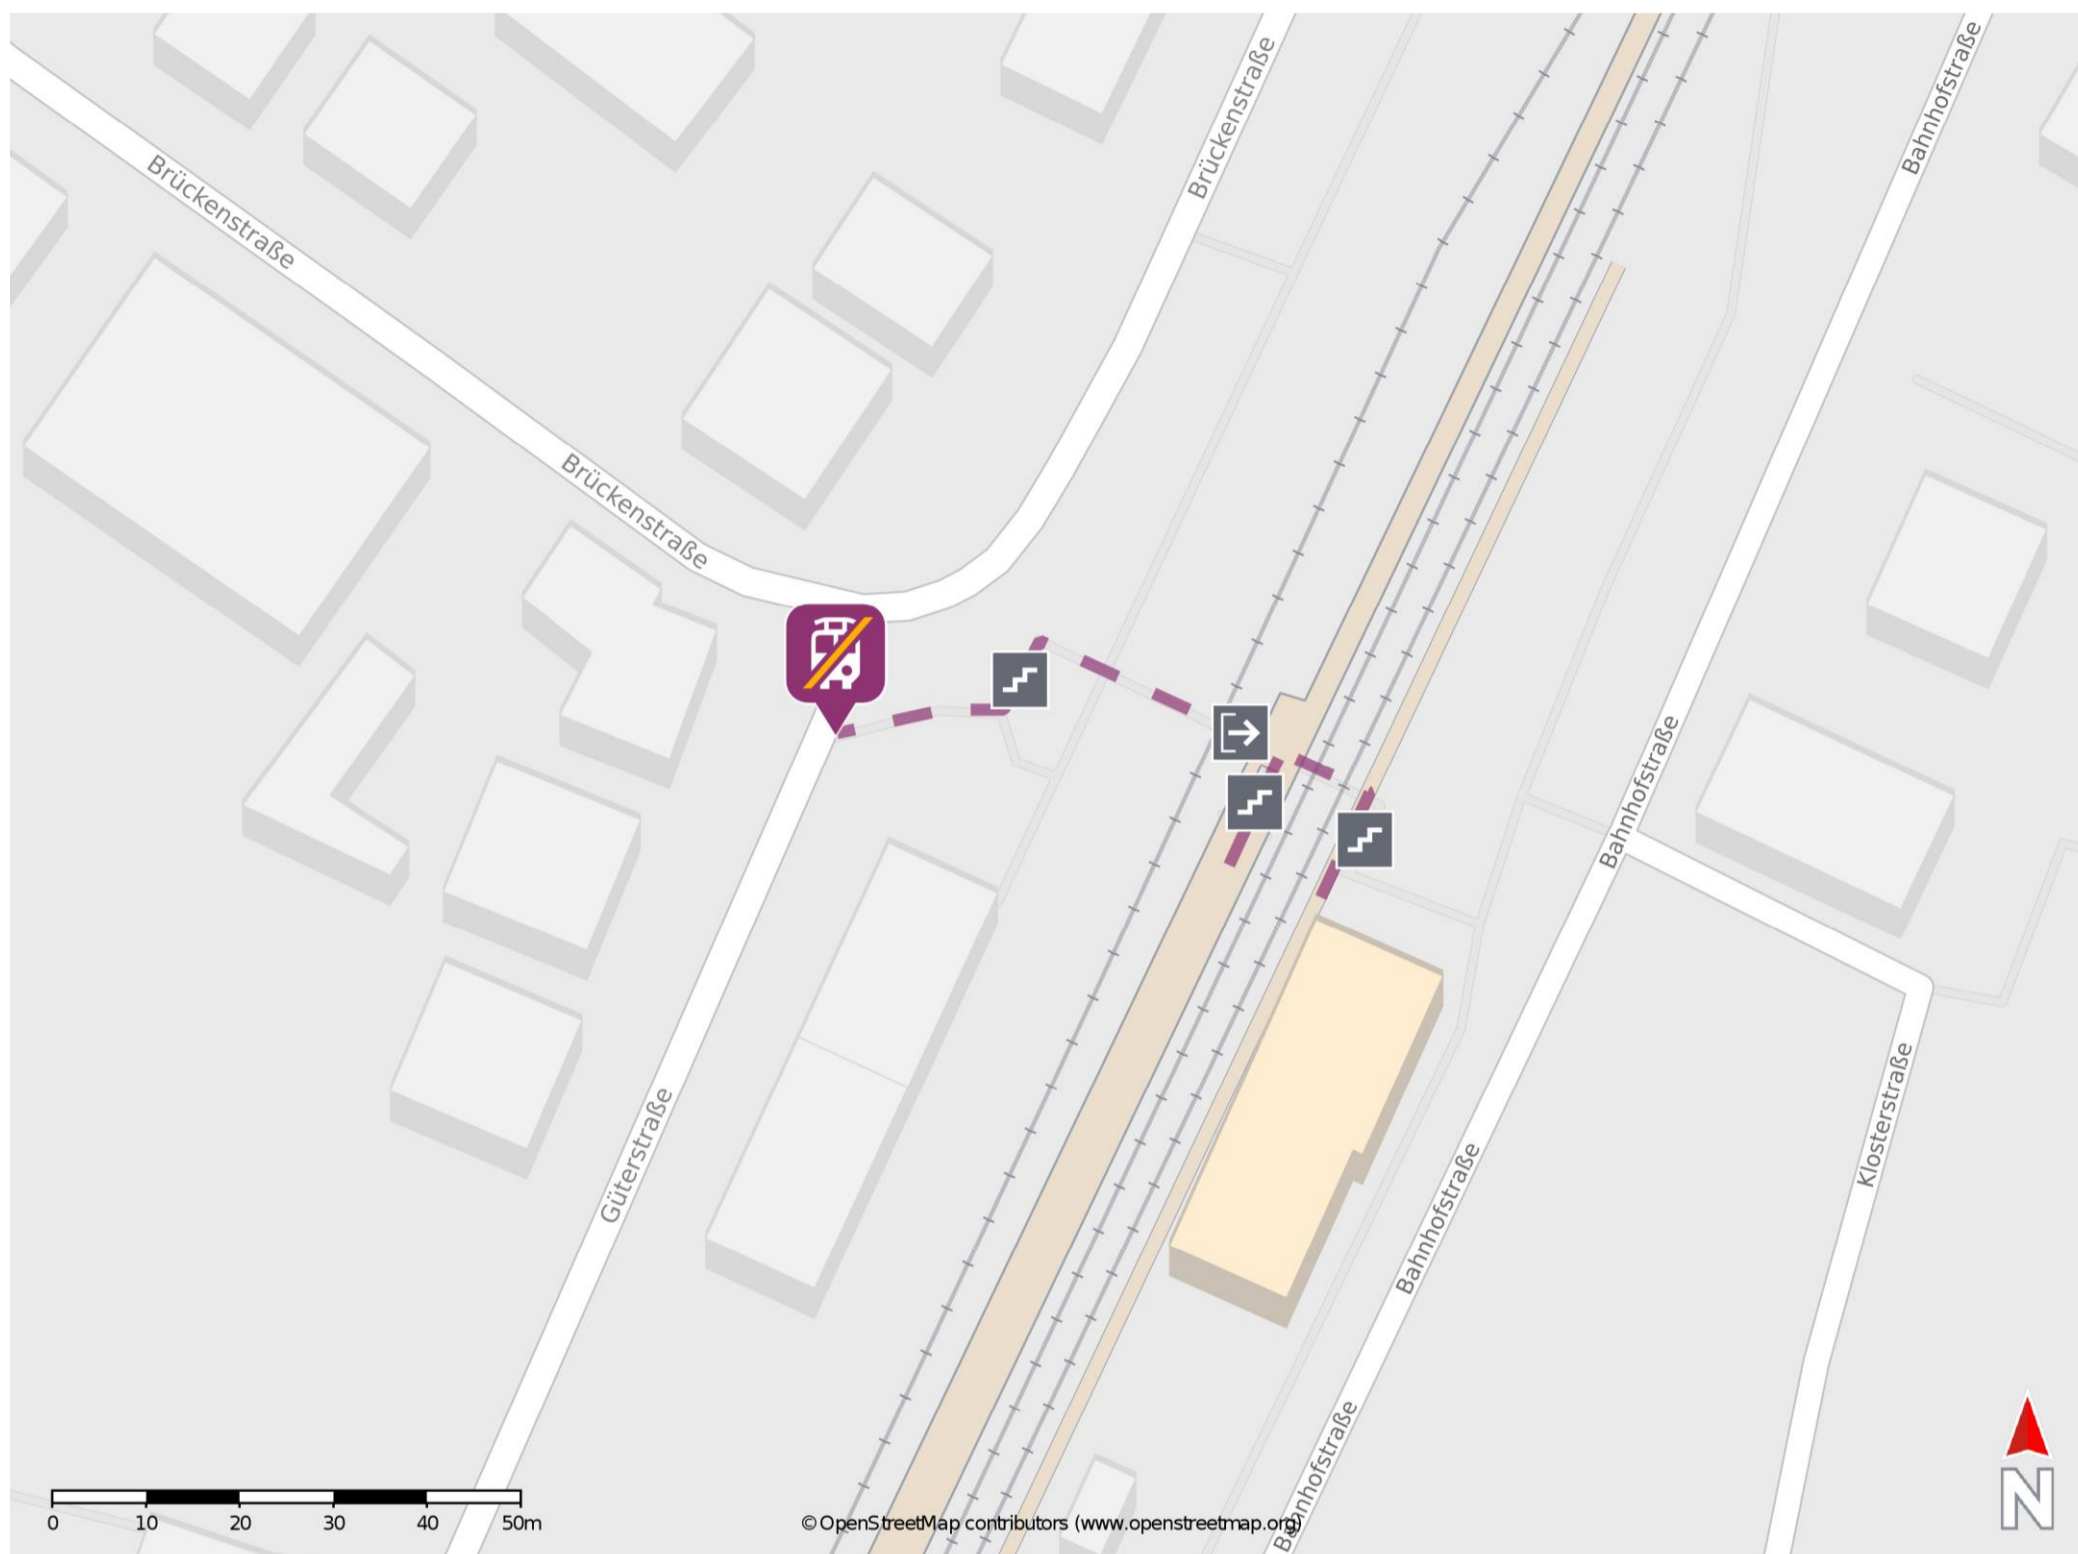 Brückenstraße
Bahnhofstraße
Brückenstraße
Brückenstraße
Bahnhofstraße
Güterstraße
Klosterstraße
Bahnhofstraße
Bahnhofstraße
0 10 20 30 40 50m
© OpenStreetMap contributors (www.openstreetmap.org)
N